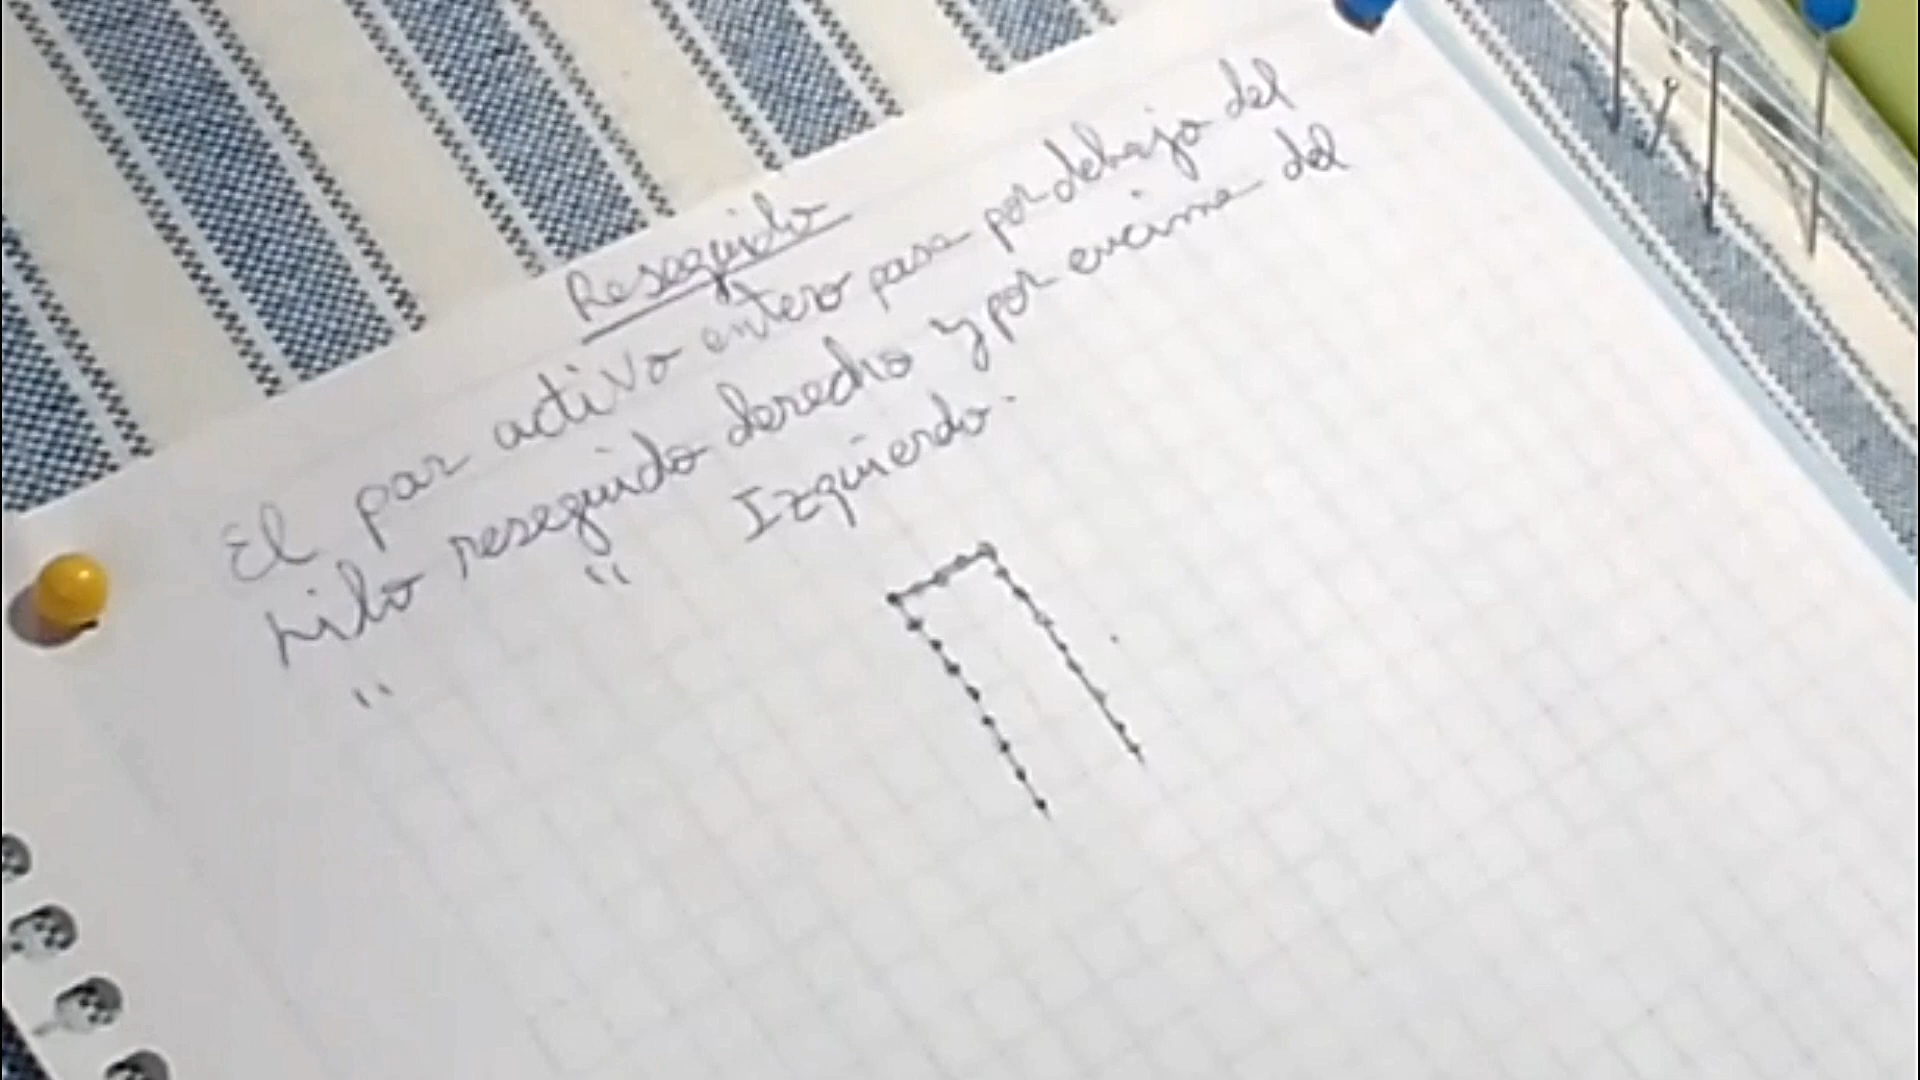 Reseguido
El par activo entero pasa por debajo del
hilo reseguido derecho y por encima del
" " Izquierdo.